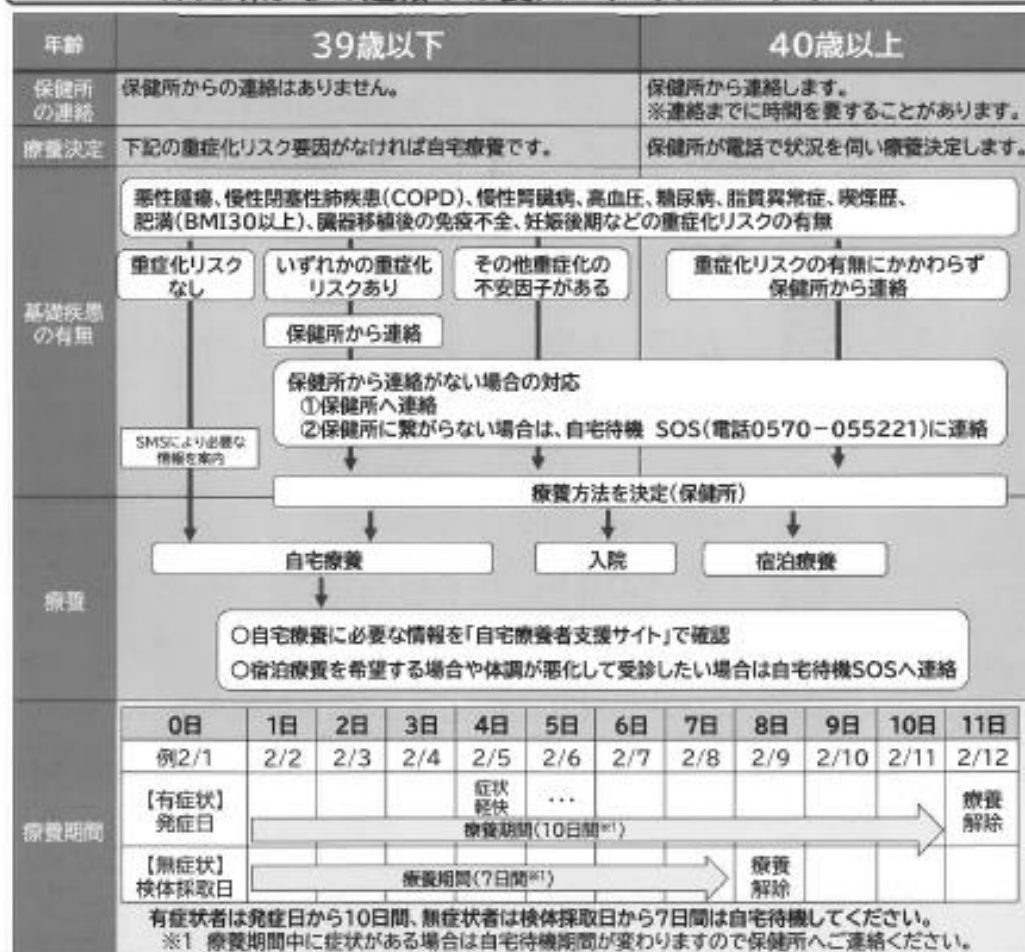 年齢 39歳以下 40歳以上
保健所の連絡 保健所からの連絡はありません。 保健所から連絡します。
※連絡までに時間を要することがあります。
療養決定 下記の重症化リスク要因がなければ自宅療養です。 保健所が電話で状況を伺い療養決定します。
基礎疾患の有無
悪性腫瘍、慢性閉塞性肺疾患(COPD)、慢性腎臓病、高血圧、糖尿病、脂質異常症、喫煙歴、
肥満(BMI30以上)、臓器移植後の免疫不全、妊娠後期などの重症化リスクの有無
重症化リスク
なし
いずれかの重症化
リスクあり
その他重症化の
不安因子がある
重症化リスクの有無にかかわらず
保健所から連絡
保健所から連絡
保健所から連絡がない場合の対応
①保健所へ連絡
②保健所に繋がらない場合は、自宅待機 SOS(電話0570-055221)に連絡
SMSにより必要な
情報を案内
療養方法を決定(保健所)
療養
自宅療養 入院 宿泊療養
○自宅療養に必要な情報を「自宅療養者支援サイト」で確認
○宿泊療養を希望する場合や体調が悪化して受診したい場合は自宅待機SOSへ連絡
療養期間
0日 1日 2日 3日 4日 5日 6日 7日 8日 9日 10日 11日
例2/1 2/2 2/3 2/4 2/5 2/6 2/7 2/8 2/9 2/10 2/11 2/12
【有症状】
発症日
症状
軽快
…
療養
解除
療養期間(10日間※1)
【無症状】
検体採取日
療養期間(7日間※1)
療養
解除
有症状者は発症日から10日間、無症状者は検体採取日から7日間は自宅待機してください。
※1 療養期間中に症状がある場合は自宅待機期間が変わりますので保健所へご連絡ください。